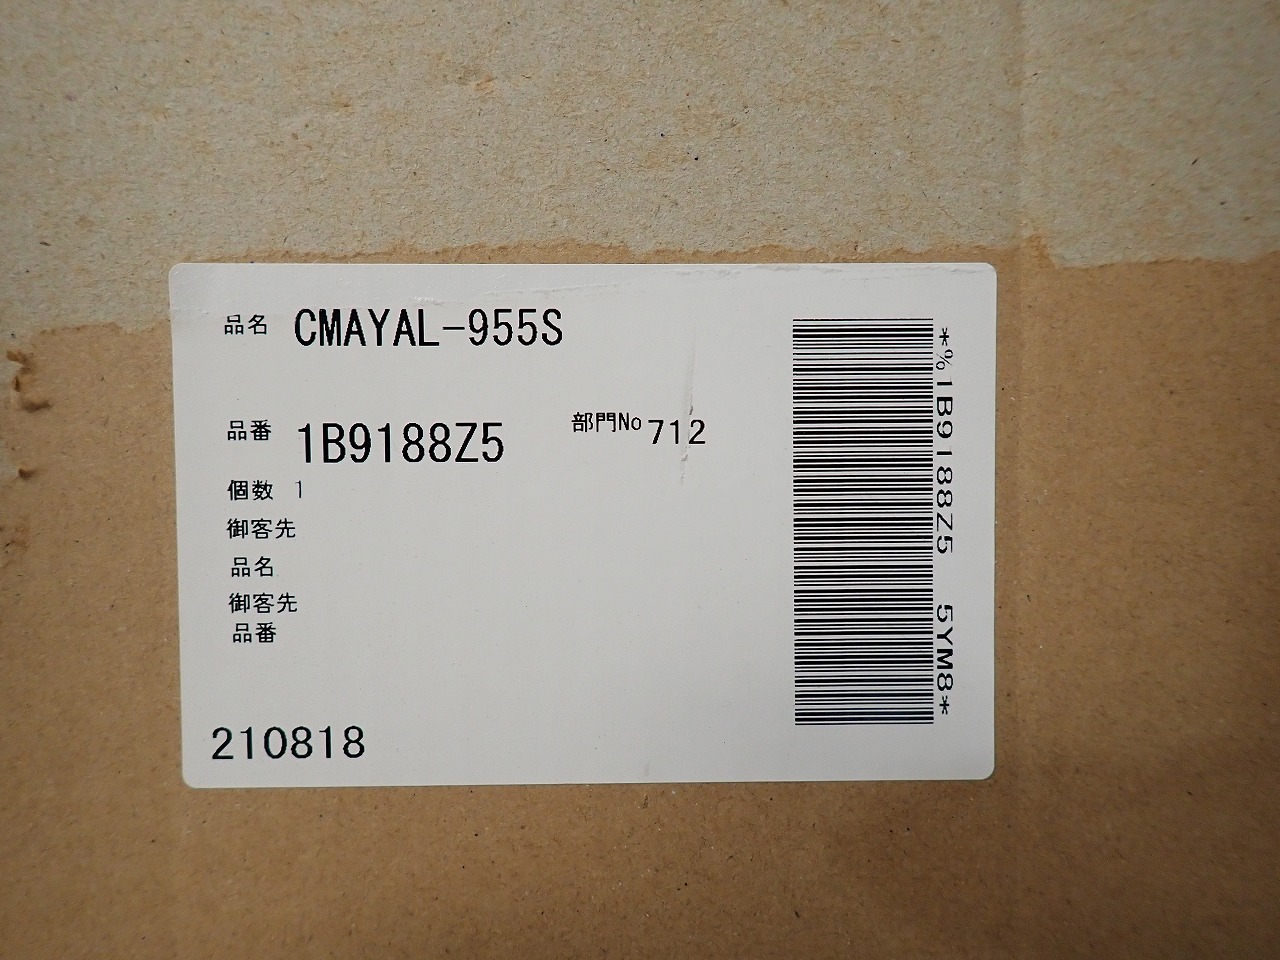 品名 CMAYAL-955S
品番 1B9188Z5 部門No 712
個数 1
御客先
品名
御客先
品番
210818
*%1B9188Z5 5YM8*